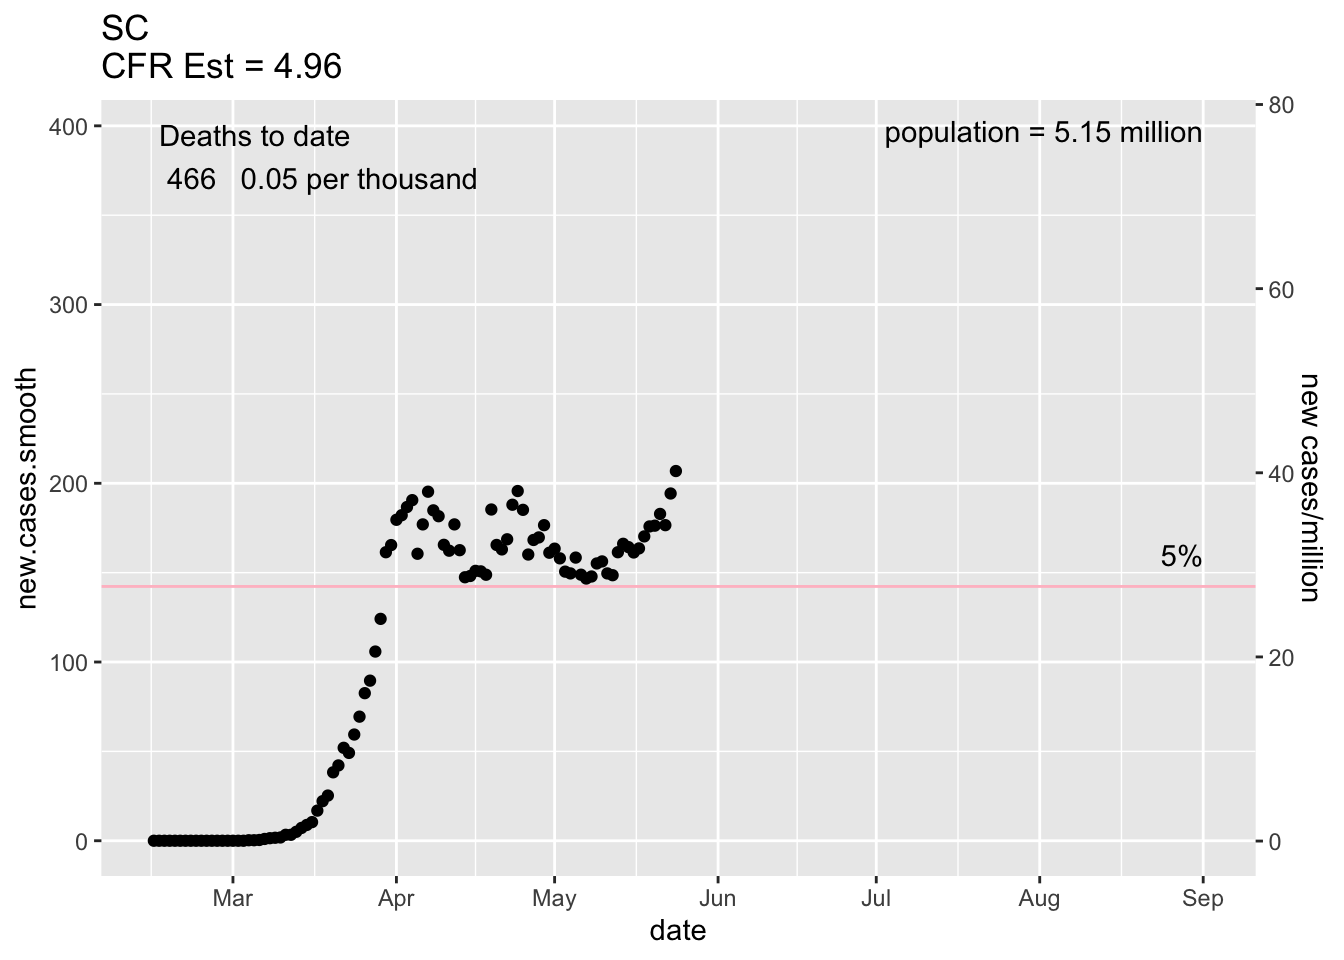 SC
CFR Est = 4.96
Deaths to date
466 0.05 per thousand
population = 5.15 million
5%
new.cases.smooth
400
300
200
100
0
80
60
40
20
0
new cases/million
Mar Apr May Jun Jul Aug Sep
date